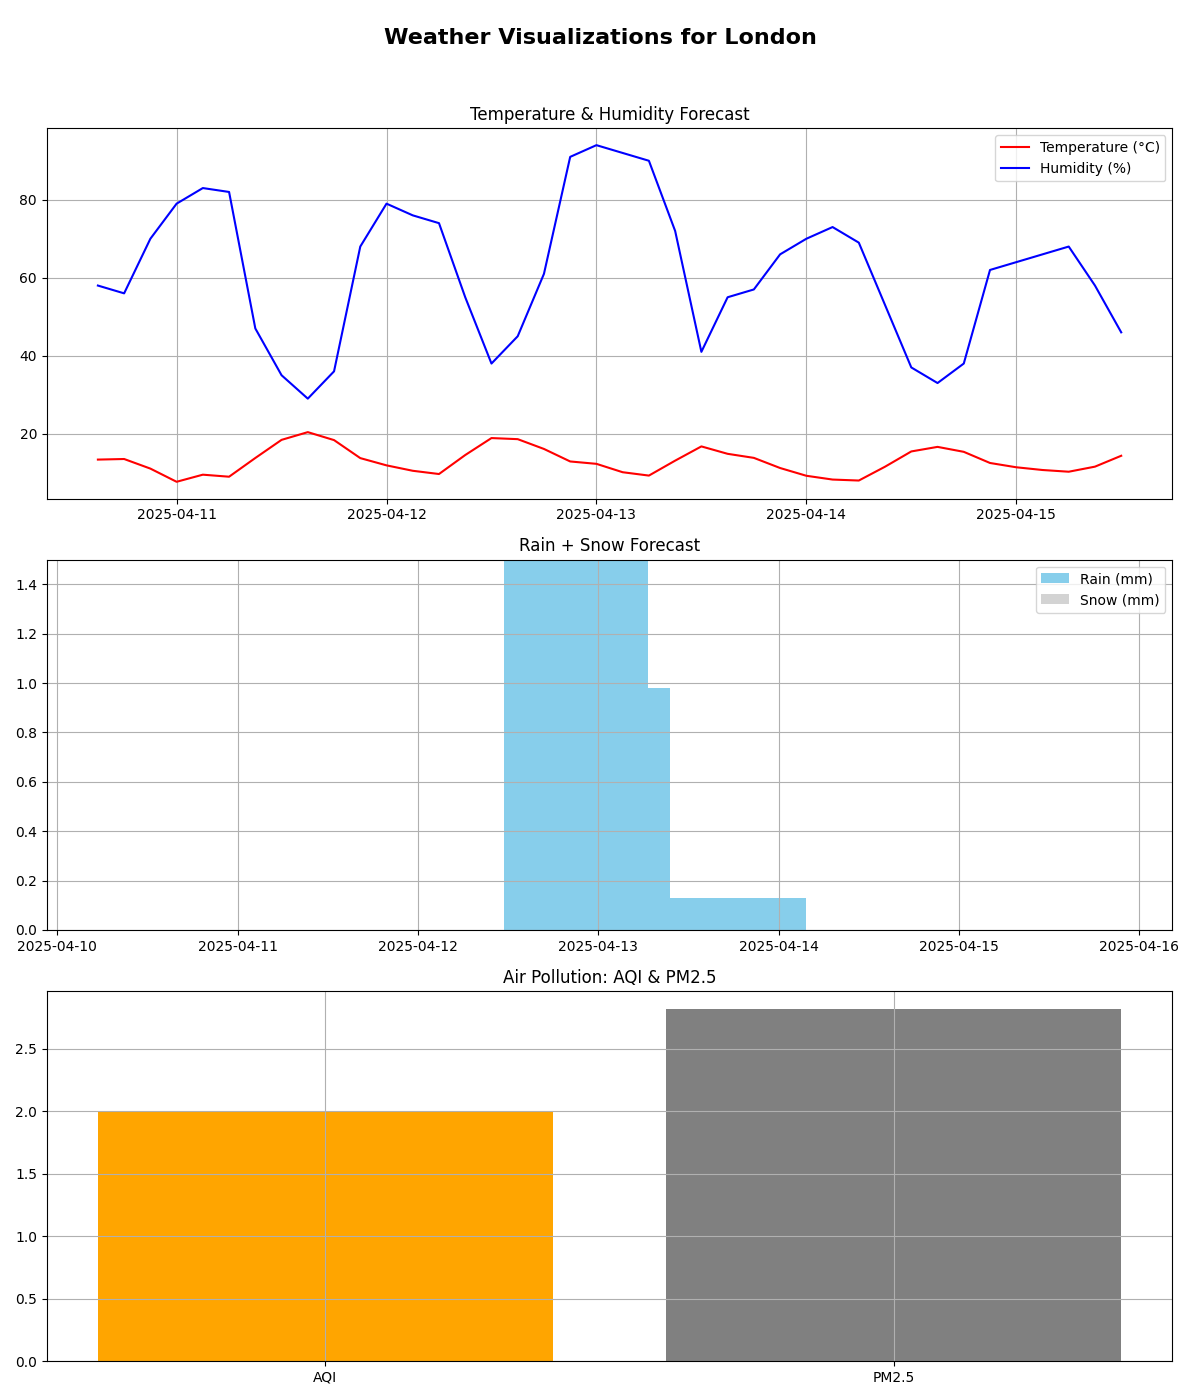 Weather Visualizations for London
Temperature & Humidity Forecast
Temperature (°C)
Humidity (%)
80
60
40
20
2025-04-11 2025-04-12 2025-04-13 2025-04-14 2025-04-15
Rain + Snow Forecast
Rain (mm)
Snow (mm)
1.4
1.2
1.0
0.8
0.6
0.4
0.2
0.0
2025-04-10 2025-04-11 2025-04-12 2025-04-13 2025-04-14 2025-04-15 2025-04-16
Air Pollution: AQI & PM2.5
2.5
2.0
1.5
1.0
0.5
0.0
AQI PM2.5